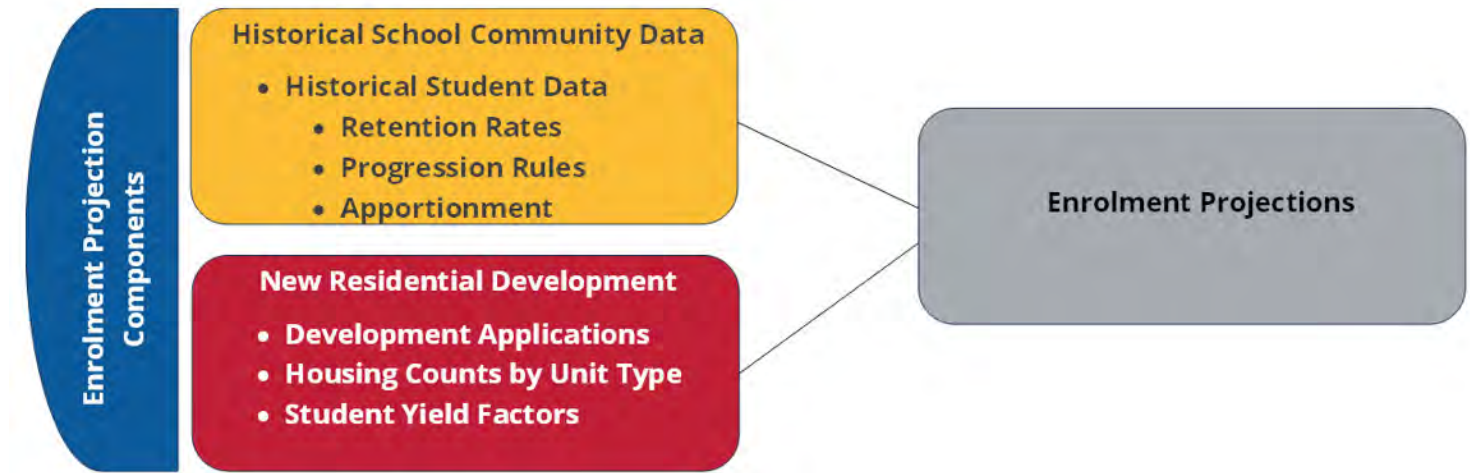 Enrolment Projection
Components
Historical School Community Data
• Historical Student Data
• Retention Rates
• Progression Rules
• Apportionment
New Residential Development
• Development Applications
• Housing Counts by Unit Type
• Student Yield Factors
Enrolment Projections